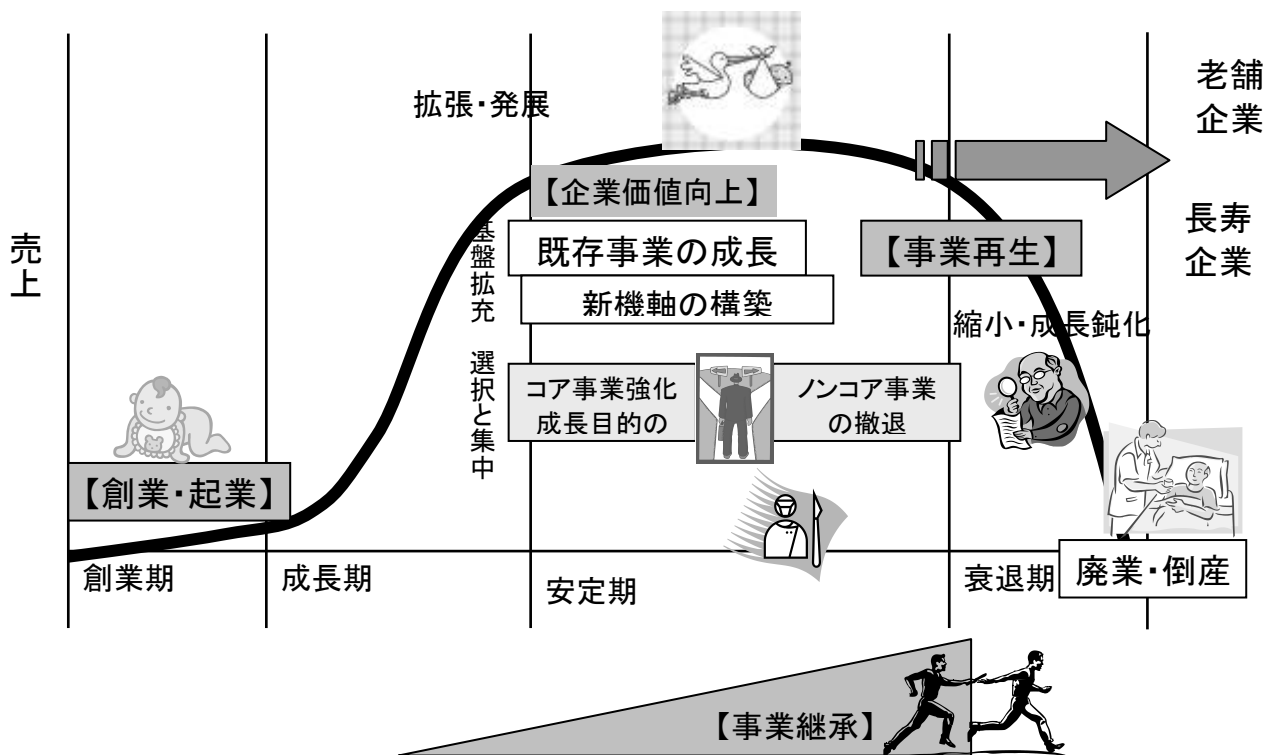 老舗
企業
拡張・発展
【企業価値向上】
長寿
企業
売上
基盤拡充
既存事業の成長
【事業再生】
新機軸の構築
縮小・成長鈍化
選択と集中
コア事業強化
成長目的の
ノンコア事業
の撤退
【創業・起業】
創業期
成長期
安定期
衰退期
廃業・倒産
【事業継承】